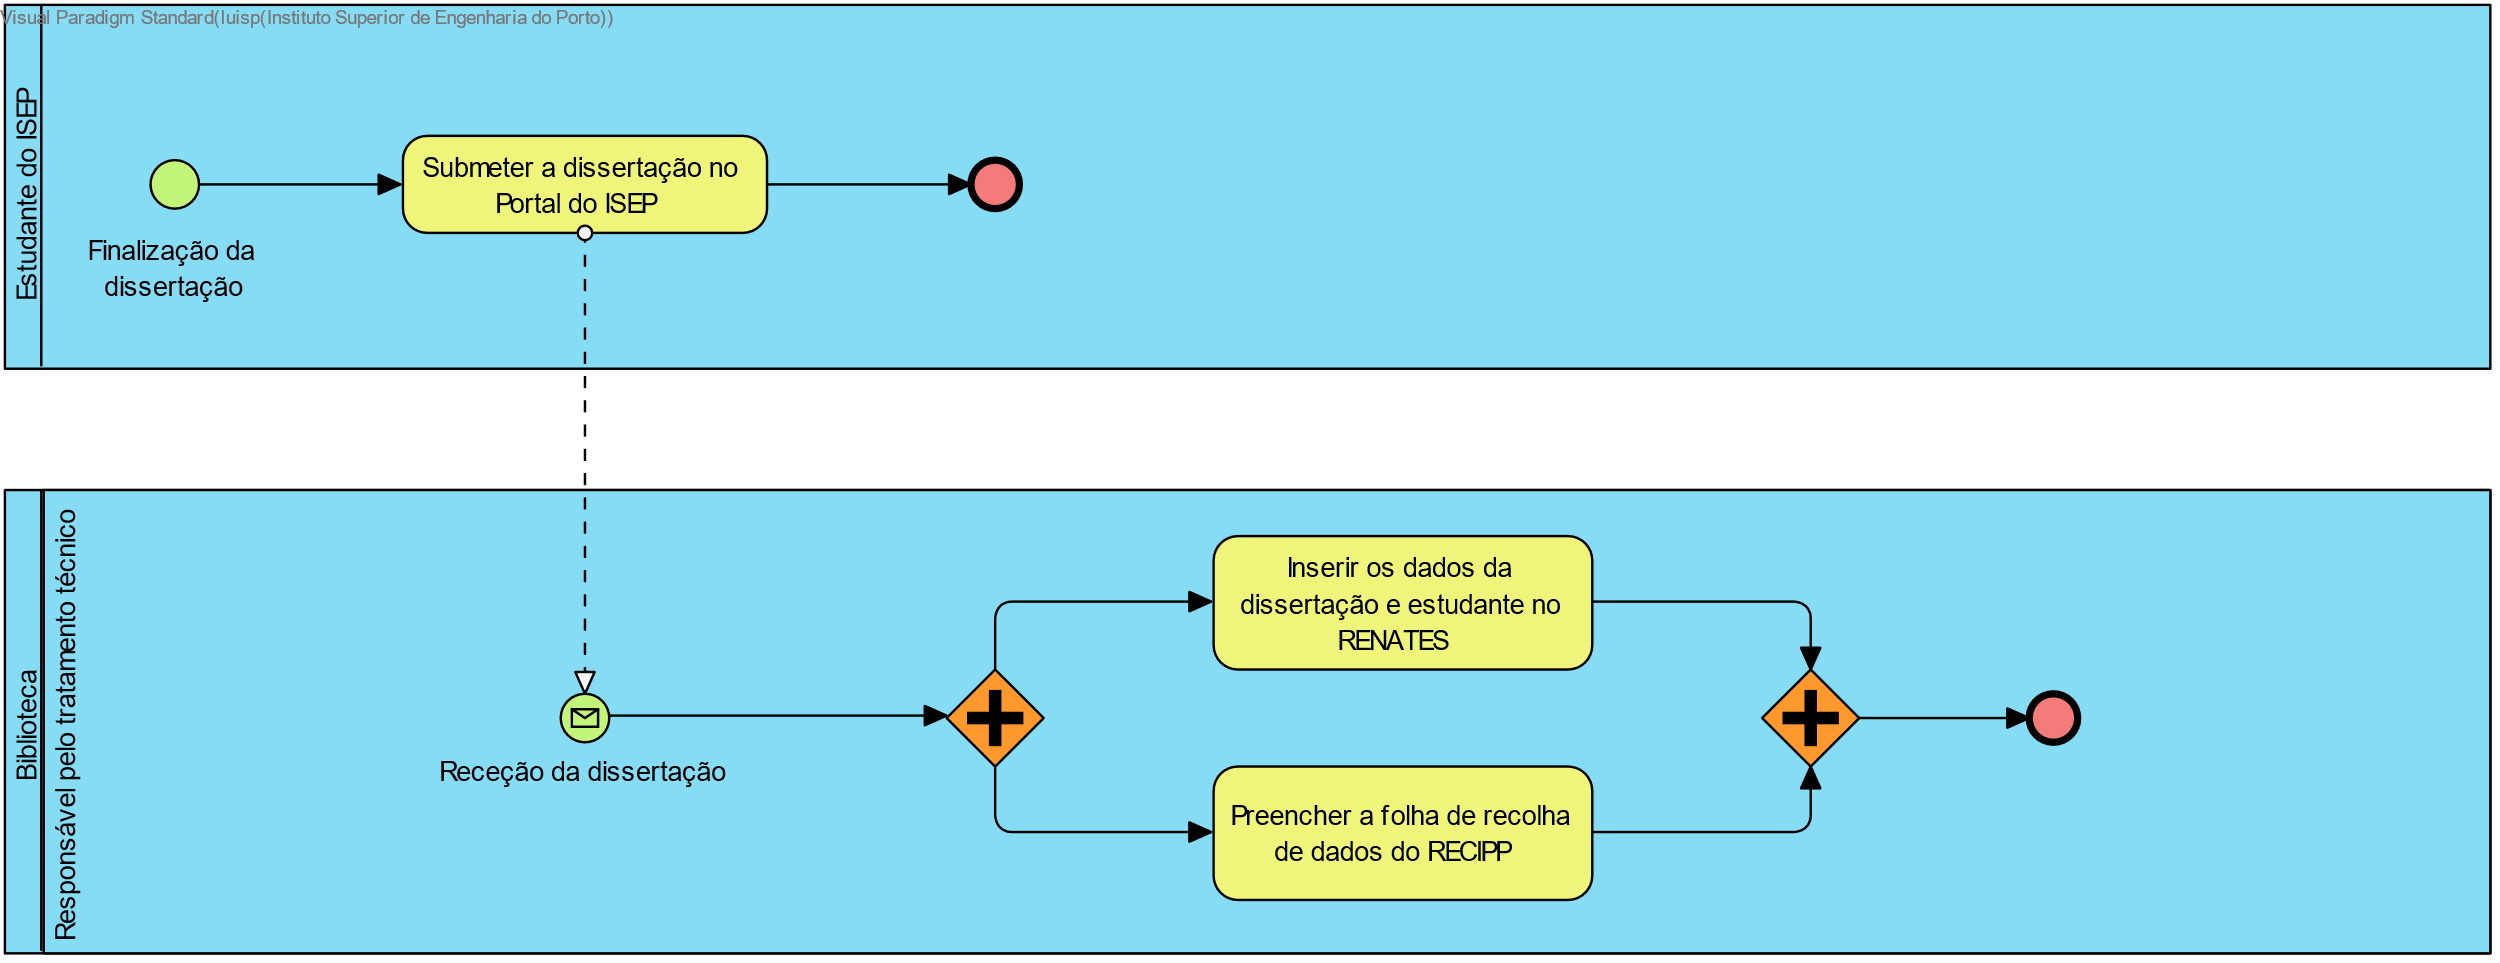 Visual Paradigm Standard(luisp(Instituto Superior de Engenharia do Porto))
Estudante do ISEP
Finalização da
dissertação
Submeter a dissertação no
Portal do ISEP
Biblioteca
Responsável pelo tratamento técnico
Receção da dissertação
Inserir os dados da
dissertação e estudante no
RENATES
Preencher a folha de recolha
de dados do RECIPP